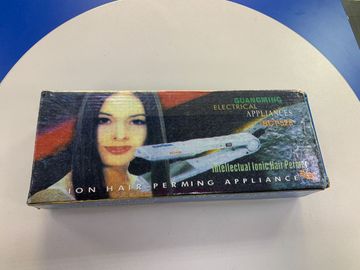 GUANGMING
ELECTRICAL
APPLIANCES
Intellectual Ionic Hair Perming
ION HAIR PERMING APPLIANCE